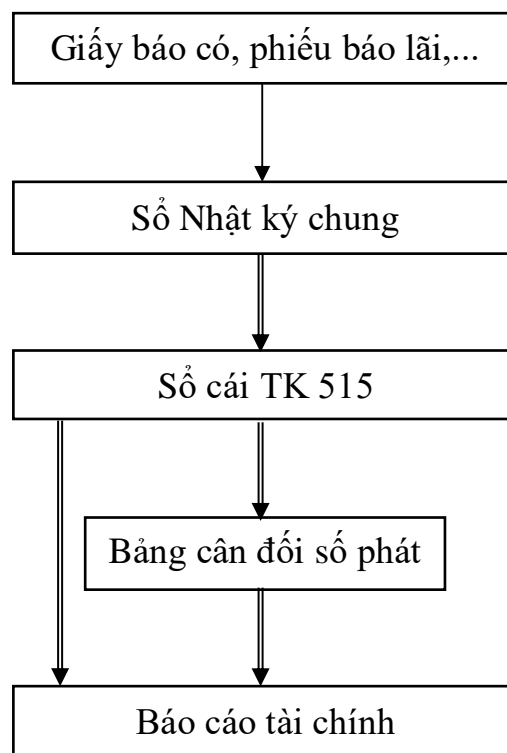 Giấy báo có, phiếu báo lãi,...
Sổ Nhật ký chung
Sổ cái TK 515
Bảng cân đối số phát
Báo cáo tài chính